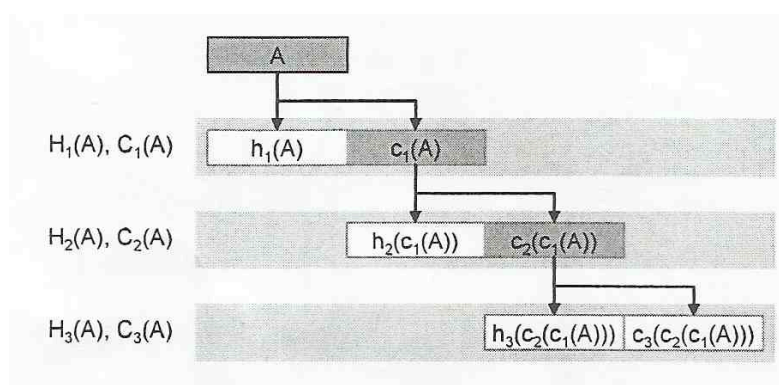 A
H₁(A), C₁(A) h₁(A) c₁(A)
H₂(A), C₂(A) h₂(c₁(A)) c₂(c₁(A))
H₃(A), C₃(A) h₃(c₂(c₁(A))) c₃(c₂(c₁(A)))